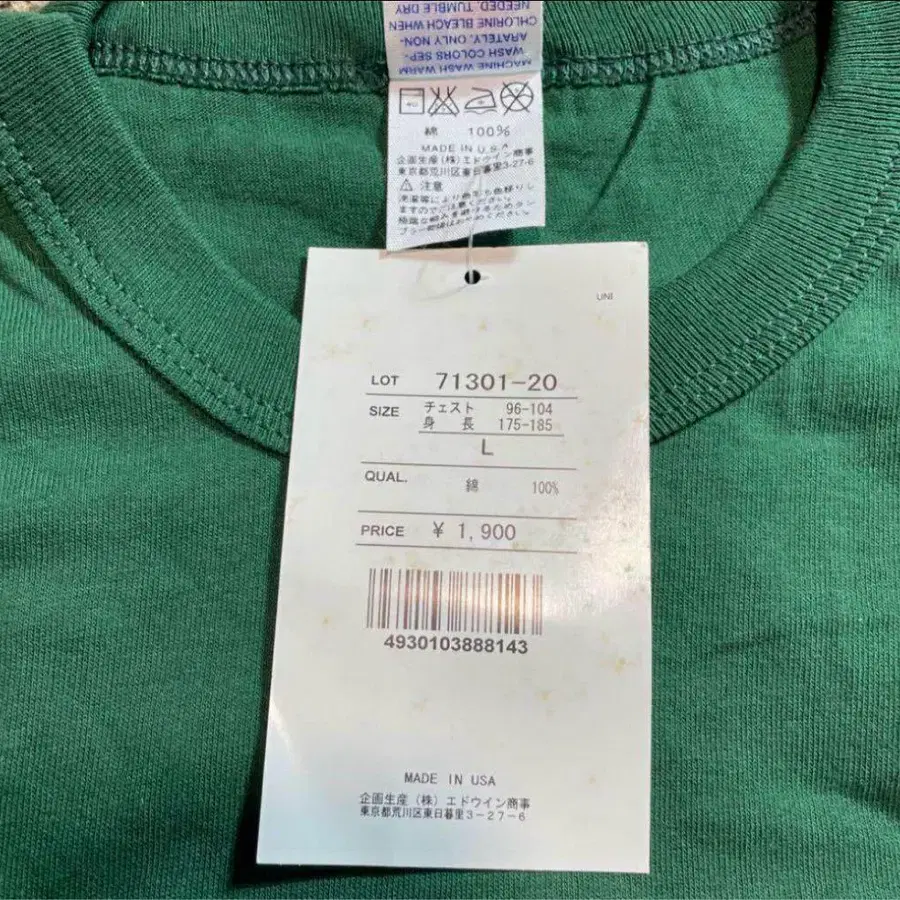 MACHINE WASH WARM
WASH COLORS SEP-
ARATELY. ONLY NON-
CHLORINE BLEACH WHEN
NEEDED. TUMBLE DRY
綿 100%
MADE IN U.S.A.
企画生産(株)エドウイン商事
東京都荒川区東日暮里3-27-6
⚠ 注意
UNI
LOT 71301-20
SIZE チェスト 96-104
身長 175-185
L
QUAL. 綿 100%
PRICE ¥ 1,900
4930103888143
MADE IN USA
企画生産(株)エドウイン商事
東京都荒川区東日暮里3-27-6